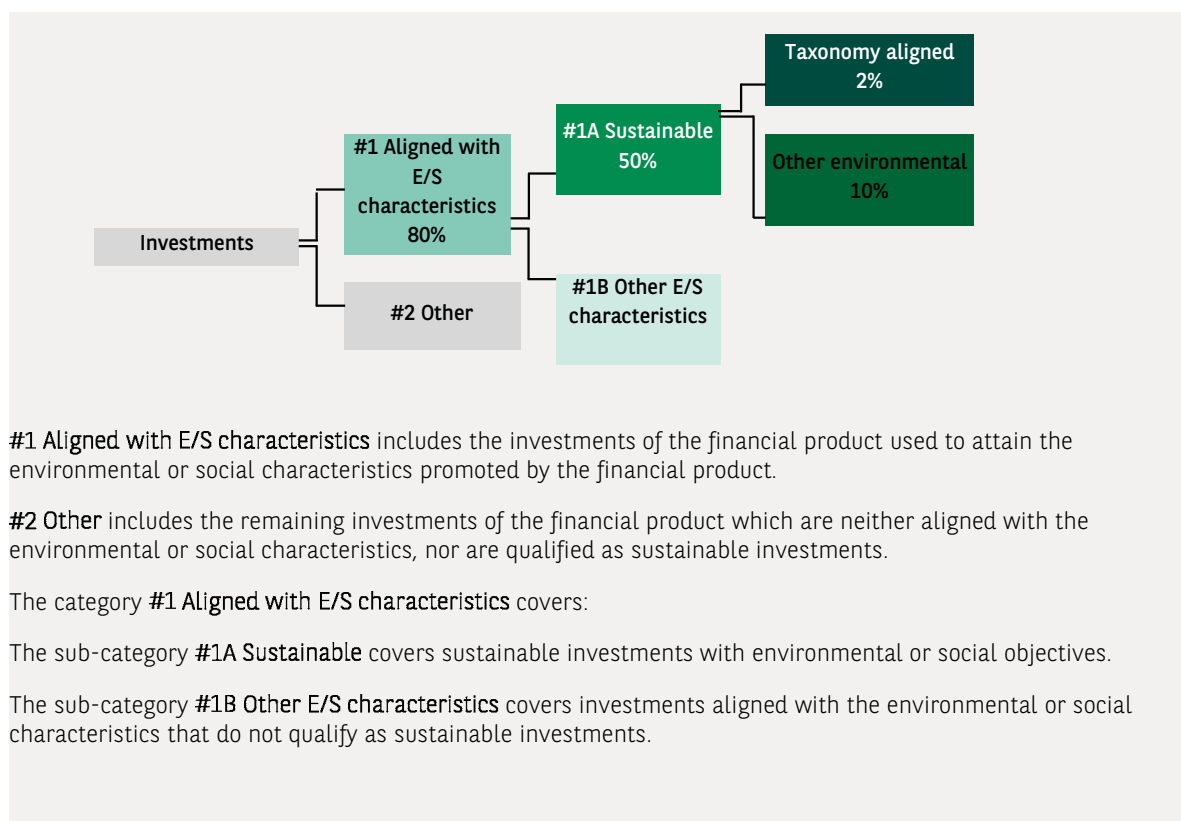 Taxonomy aligned
2%
#1A Sustainable
50%
#1 Aligned with
E/S
characteristics
80%
Other environmental
10%
Investments
#2 Other
#1B Other E/S
characteristics
#1 Aligned with E/S characteristics includes the investments of the financial product used to attain the
environmental or social characteristics promoted by the financial product.
#2 Other includes the remaining investments of the financial product which are neither aligned with the
environmental or social characteristics, nor are qualified as sustainable investments.
The category #1 Aligned with E/S characteristics covers:
The sub-category #1A Sustainable covers sustainable investments with environmental or social objectives.
The sub-category #1B Other E/S characteristics covers investments aligned with the environmental or social
characteristics that do not qualify as sustainable investments.